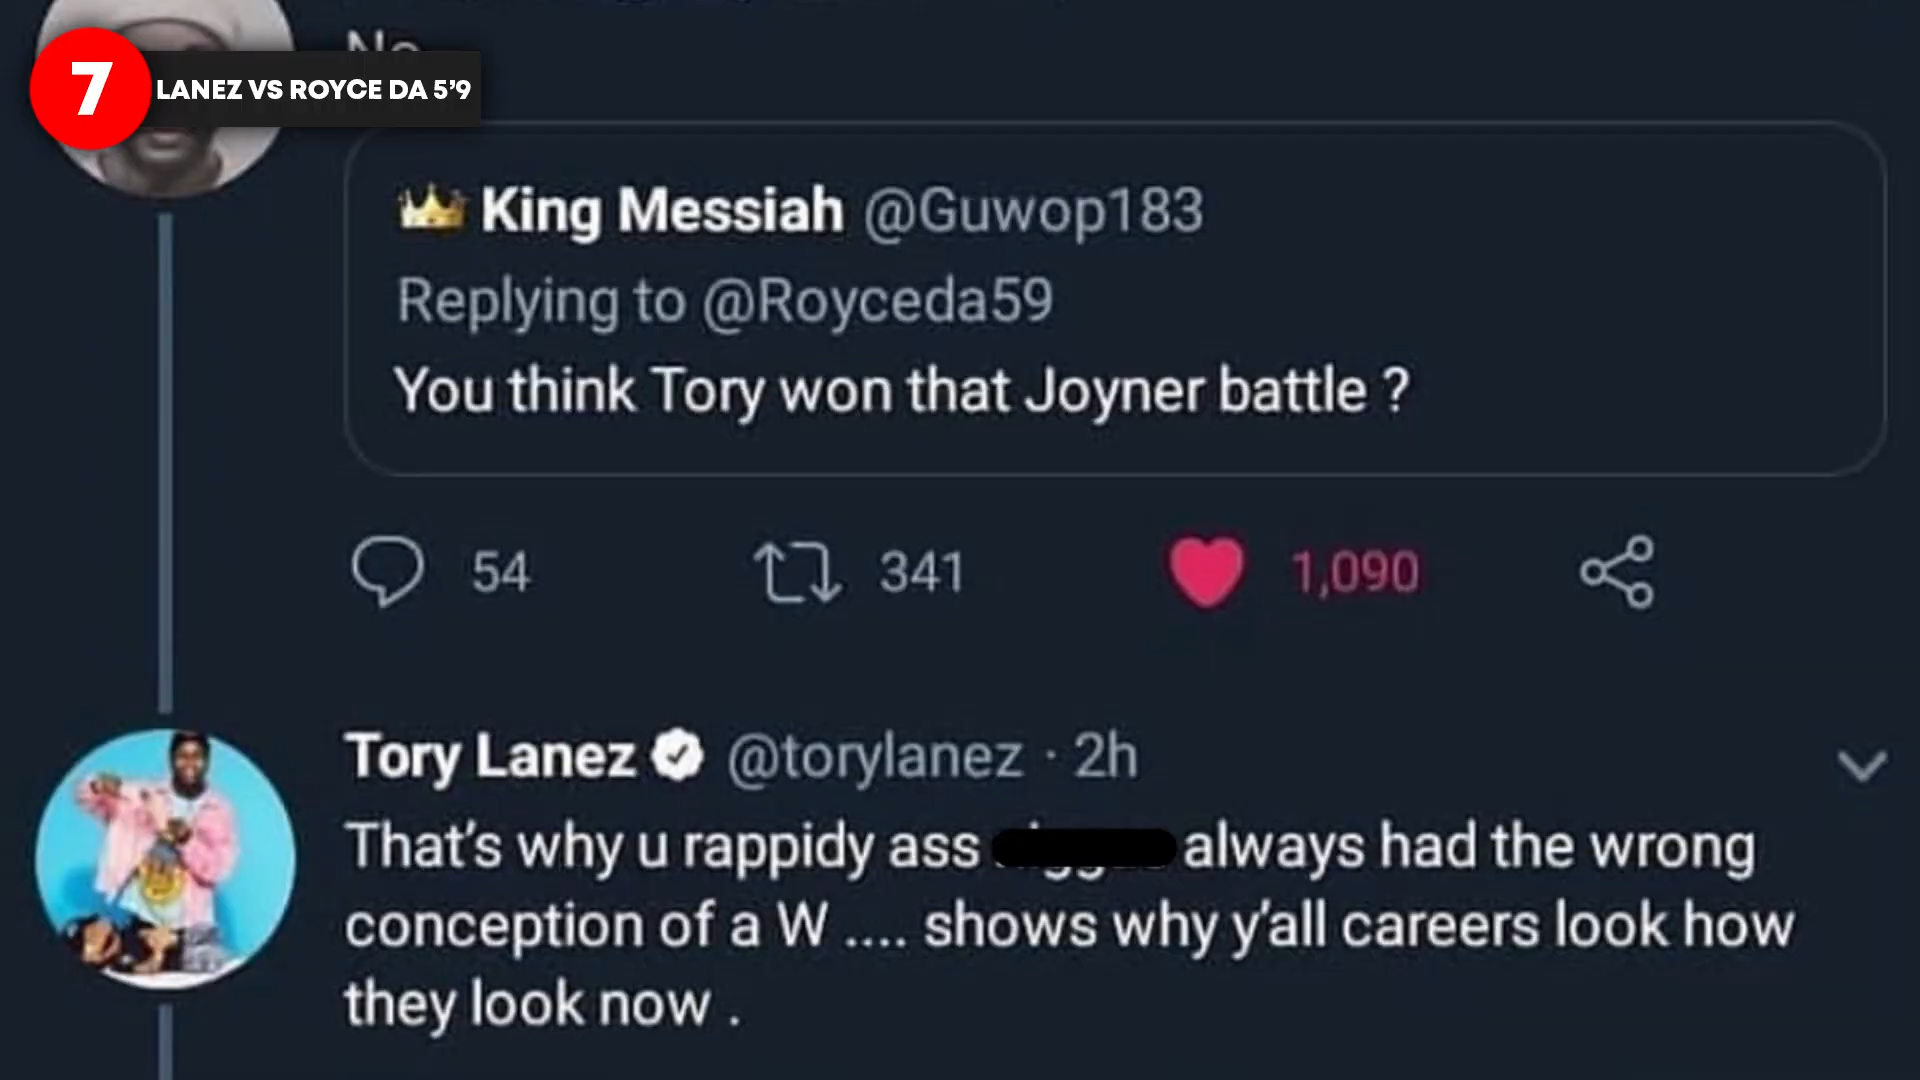 No
7 LANEZ VS ROYCE DA 5’9
👑 King Messiah @Guwop183
Replying to @Royceda59
You think Tory won that Joyner battle ?
54 341 1,090
Tory Lanez @torylanez · 2h
That's why u rappidy ass always had the wrong
conception of a W .... shows why y'all careers look how
they look now .